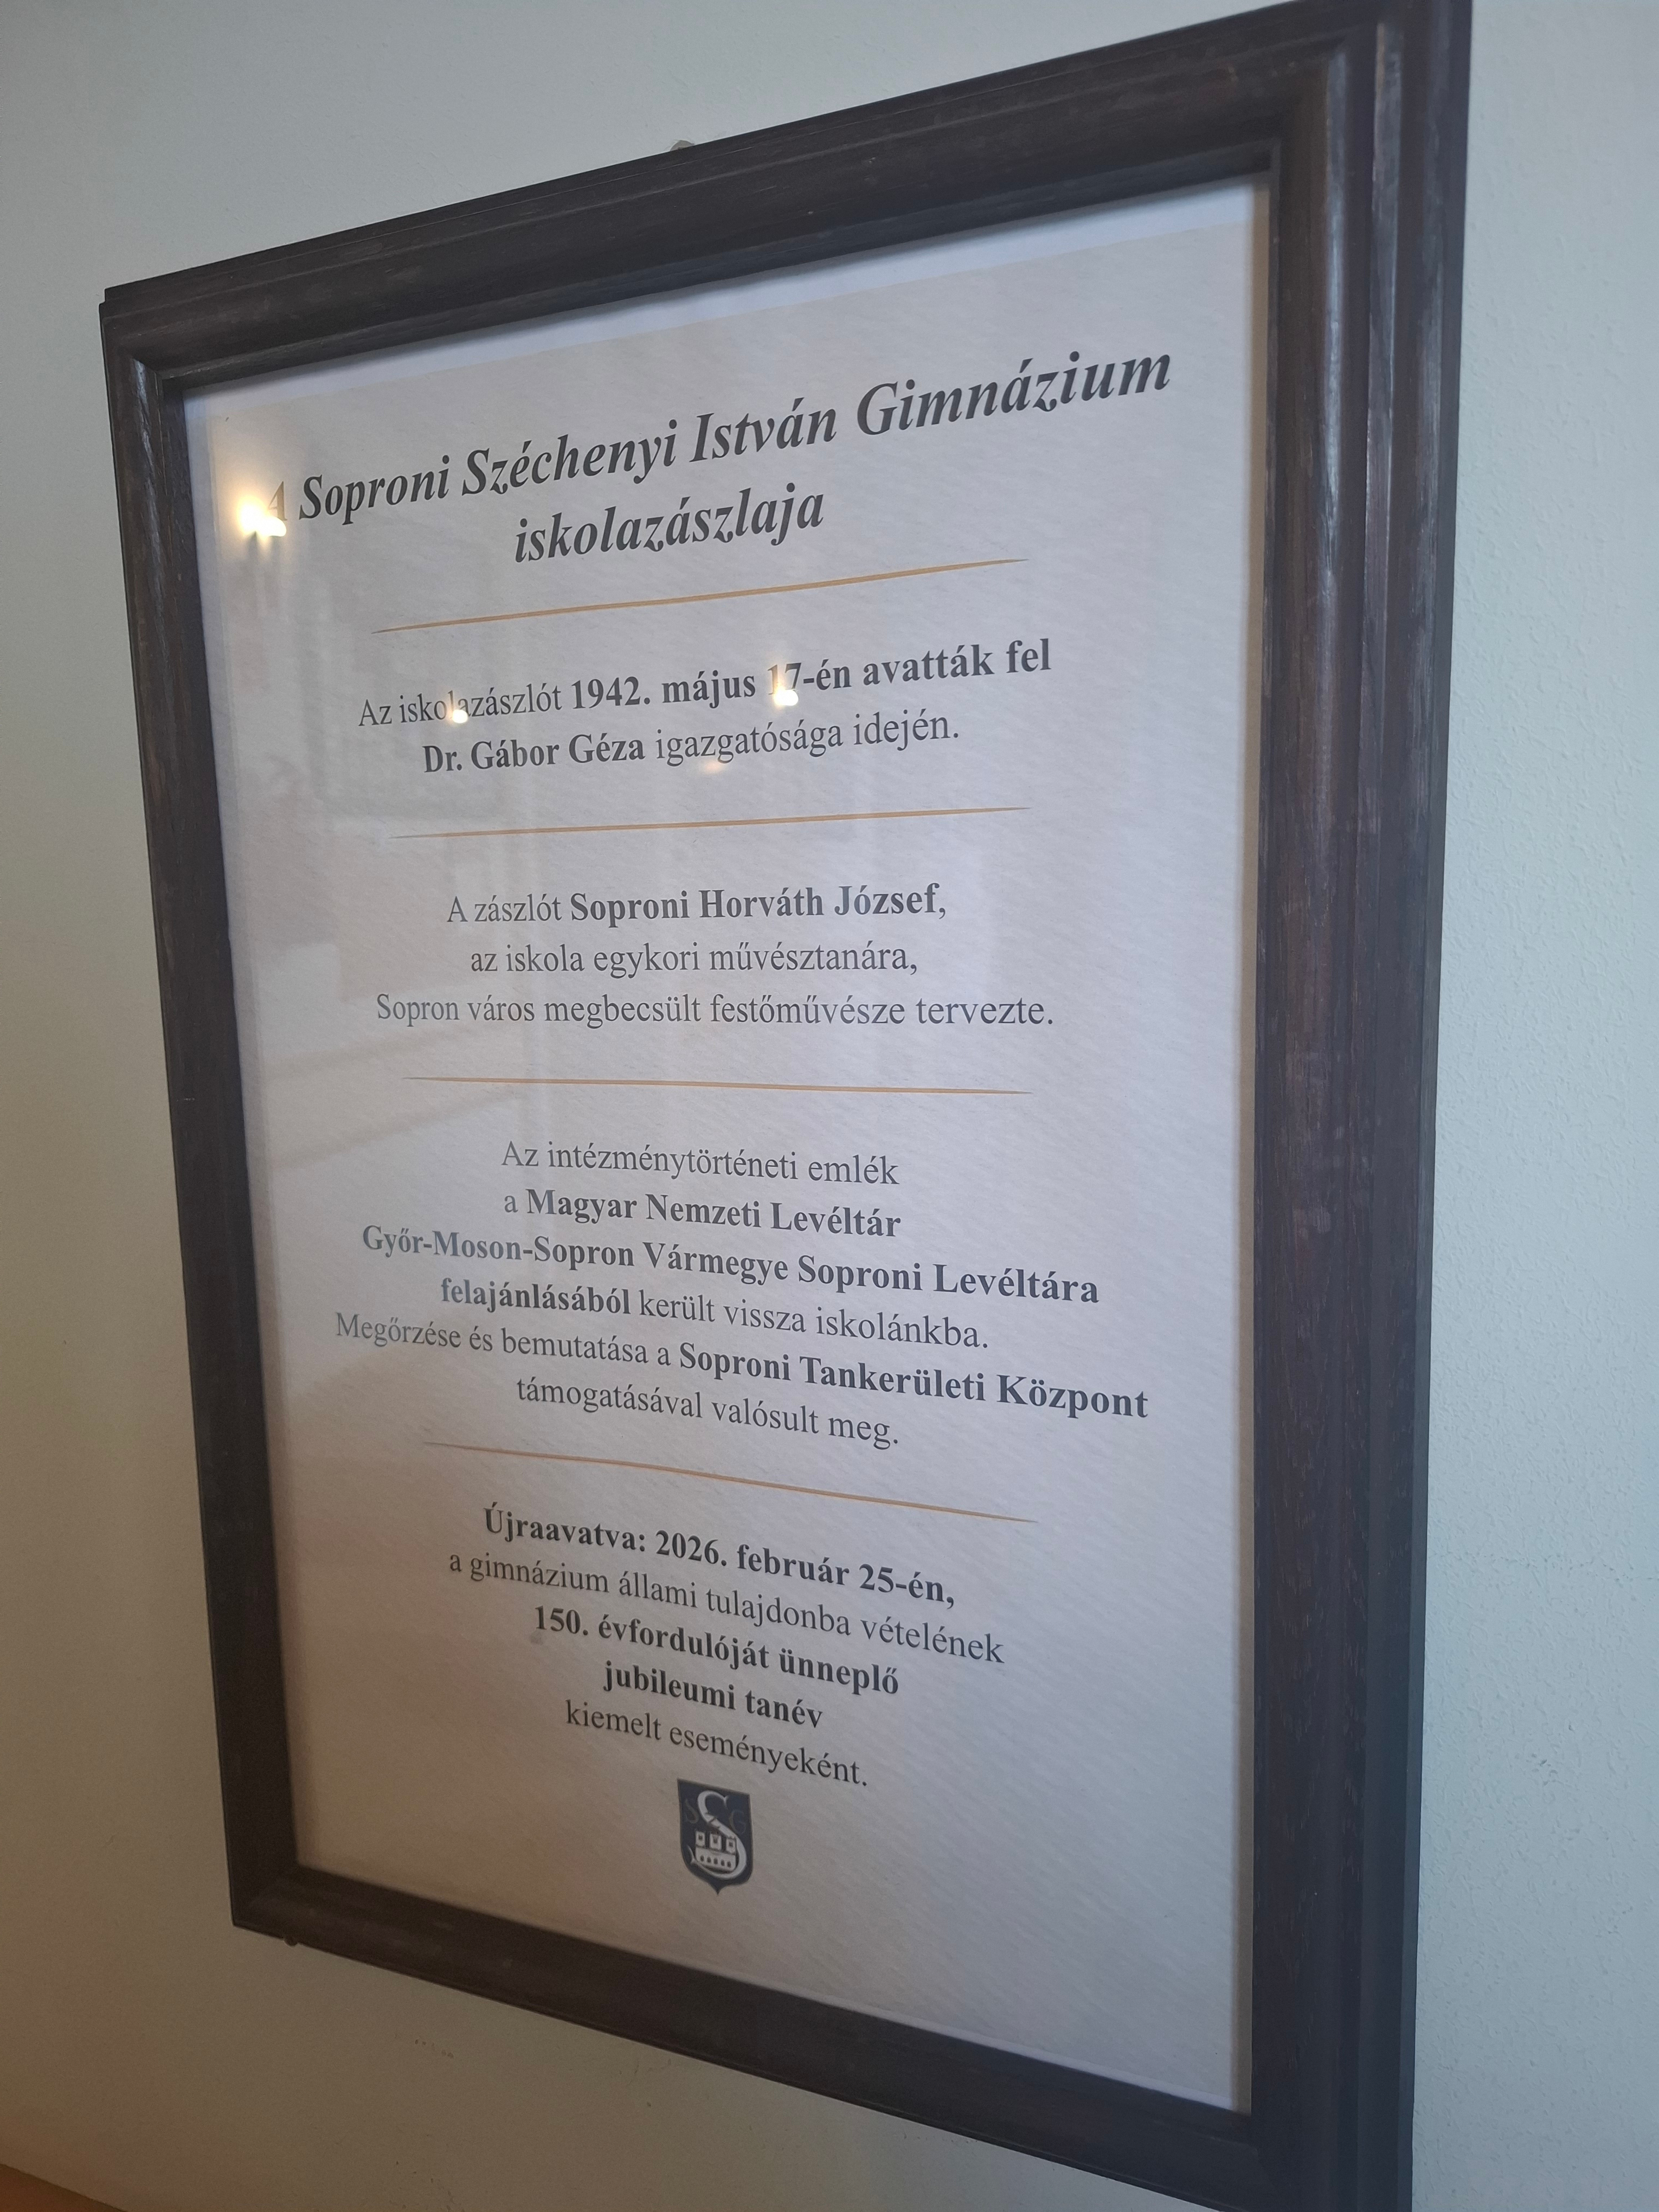 A Soproni Széchenyi István Gimnázium
iskolazászlaja
Az iskolazászlót 1942. május 17-én avatták fel
Dr. Gábor Géza igazgatósága idején.
A zászlót Soproni Horváth József,
az iskola egykori művésztanára,
Sopron város megbecsült festőművésze tervezte.
Az intézménytörténeti emlék
a Magyar Nemzeti Levéltár
Győr-Moson-Sopron Vármegye Soproni Levéltára
felajánlásából került vissza iskolánkba.
Megőrzése és bemutatása a Soproni Tankerületi Központ
támogatásával valósult meg.
Újraavatva: 2026. február 25-én,
a gimnázium állami tulajdonba vételének
150. évfordulóját ünneplő
jubileumi tanév
kiemelt eseményeként.
S G